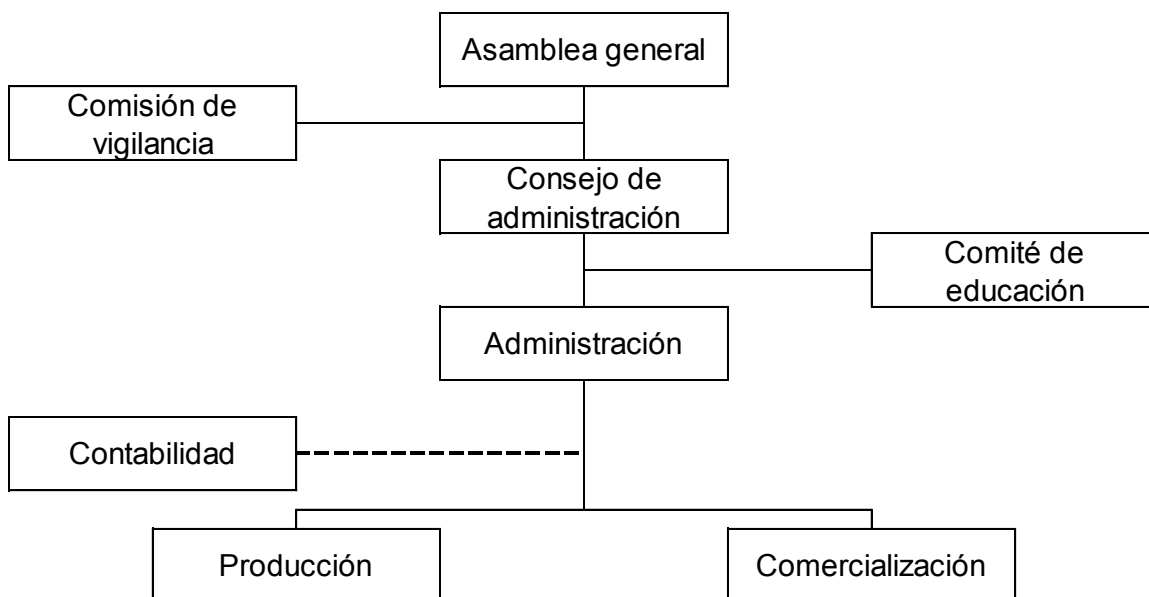 Asamblea general
Comisión de
vigilancia
Consejo de
administración
Comité de
educación
Administración
Contabilidad
Producción
Comercialización